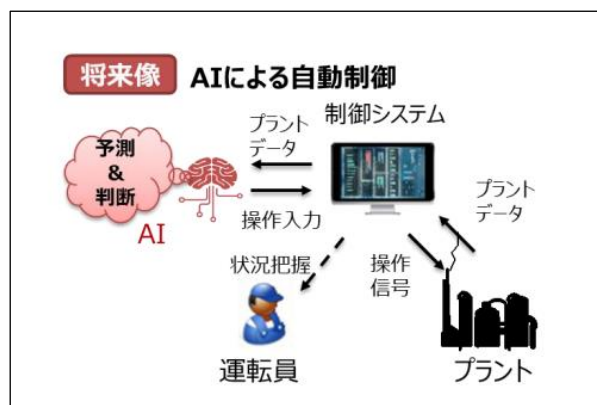 将来像 AIによる自動制御
制御システム
プラント
データ
予測
&
判断
AI
操作入力
プラント
データ
状況把握
操作
信号
運転員
プラント